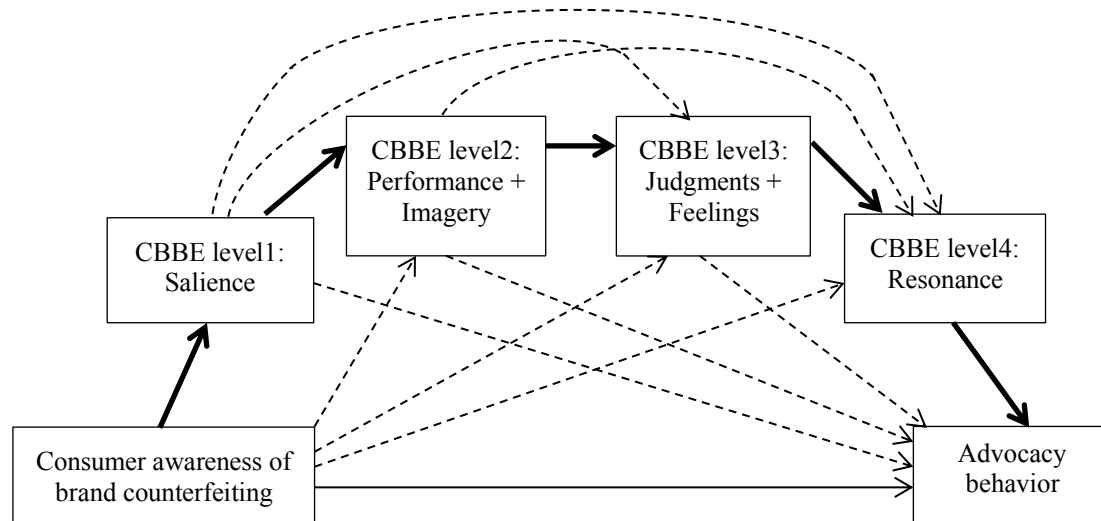 CBBE level2:
Performance +
Imagery
CBBE level3:
Judgments +
Feelings
CBBE level1:
Salience
CBBE level4:
Resonance
Consumer awareness of
brand counterfeiting
Advocacy
behavior